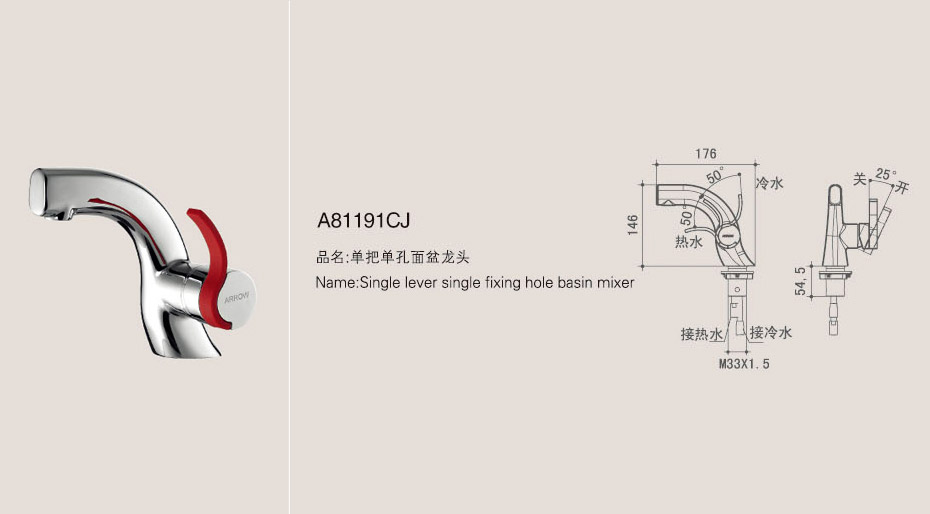 ARROW
A81191CJ
品名:单把单孔面盆龙头
Name:Single lever single fixing hole basin mixer
176
50°
冷水
146
50°
热水
ARROW
接热水
接冷水
M33X1.5
关
25°
开
54,5